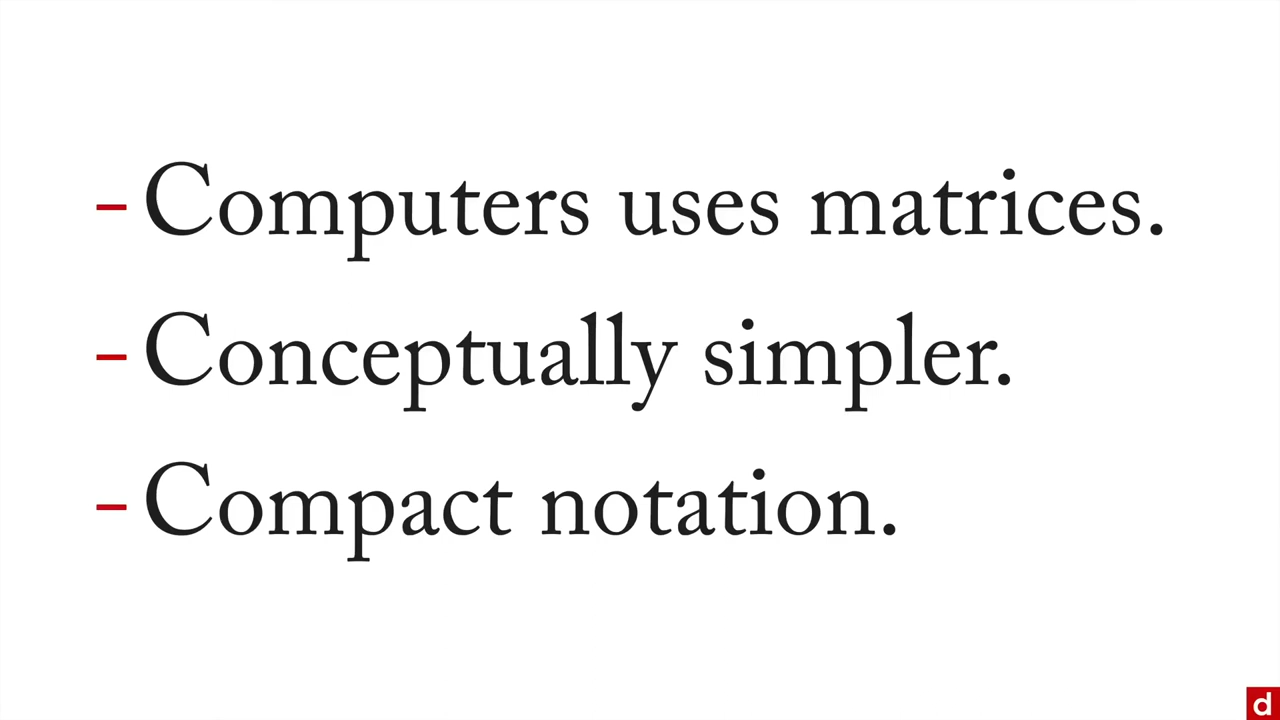 - Computers uses matrices.
- Conceptually simpler.
- Compact notation.
d